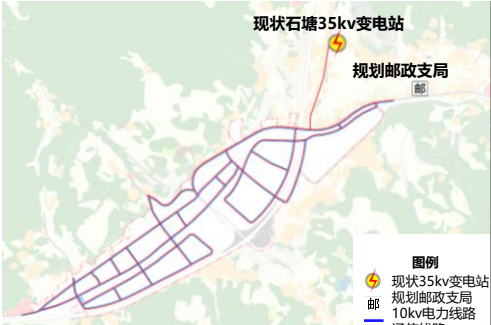 现状石塘35kv变电站
规划邮政支局
邮
图例
现状35kv变电站
邮 规划邮政支局
10kv电力线路